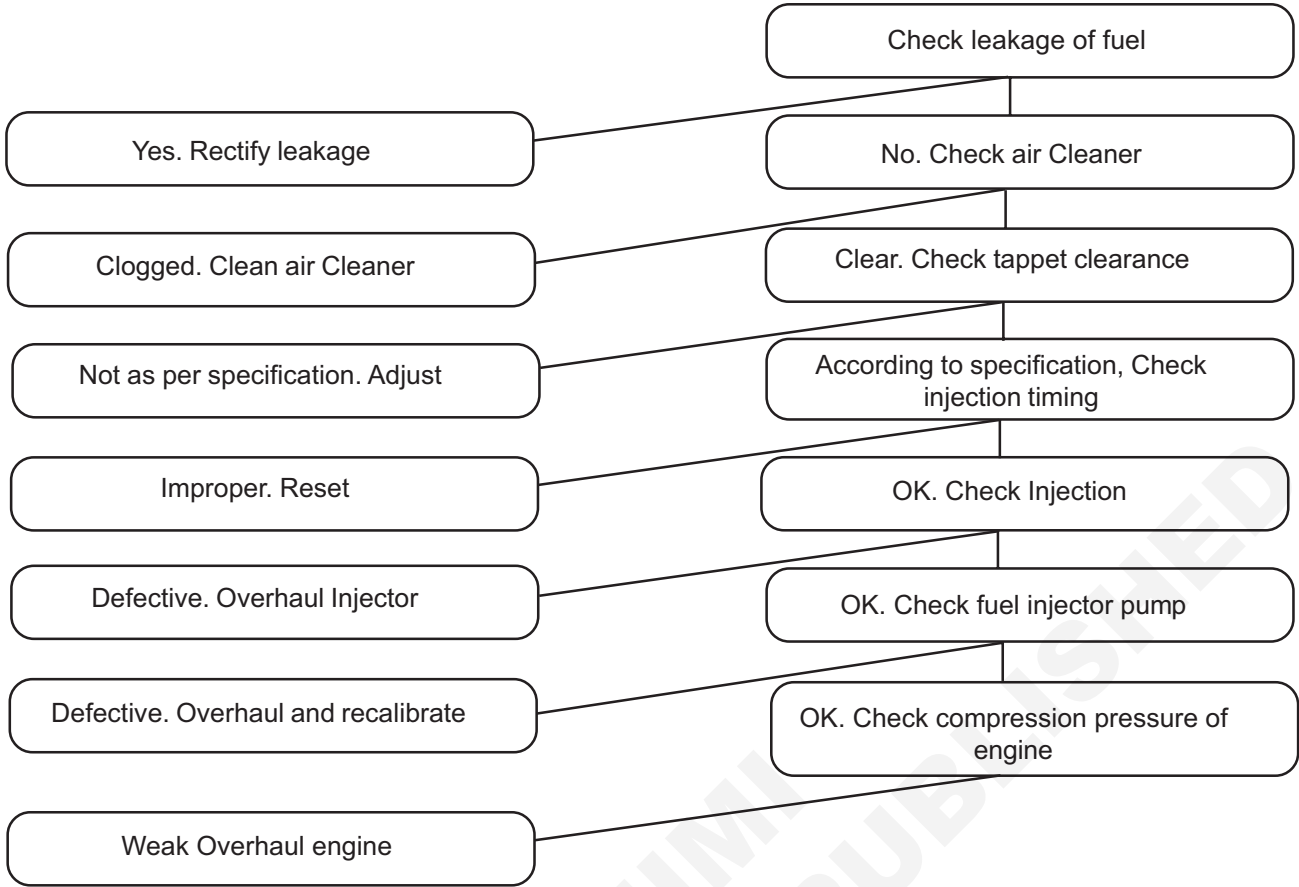 Check leakage of fuel
Yes. Rectify leakage
No. Check air Cleaner
Clogged. Clean air Cleaner
Clear. Check tappet clearance
Not as per specification. Adjust
According to specification, Check
injection timing
Improper. Reset
OK. Check Injection
Defective. Overhaul Injector
OK. Check fuel injector pump
Defective. Overhaul and recalibrate
OK. Check compression pressure of
engine
Weak Overhaul engine